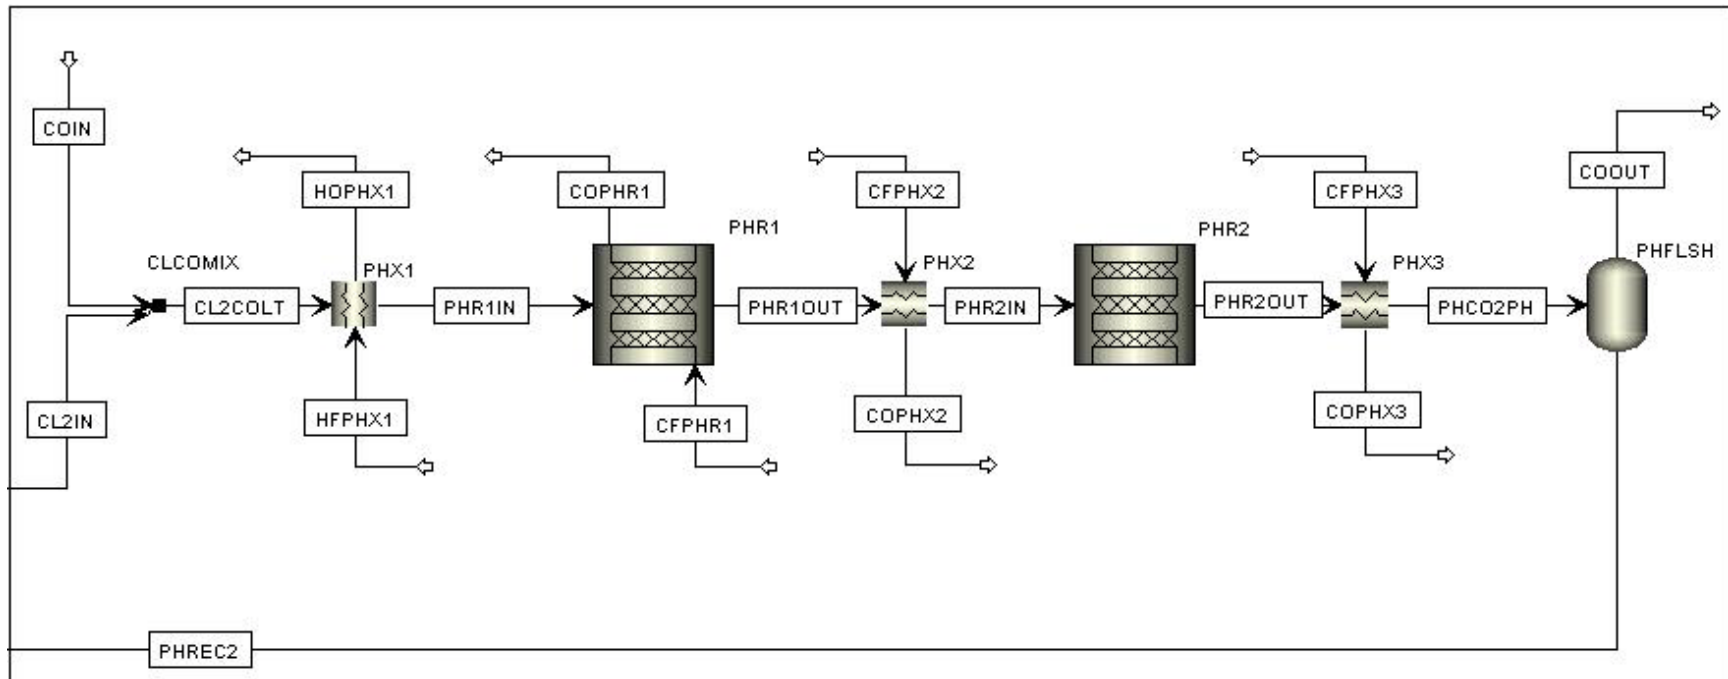 COIN
COOUT
HOPHX1
COPHR1
CFPHX2
CFPHX3
PHR1
PHR2
PHFLSH
CLCOMIX
PHX1
PHX2
PHX3
CL2COLT
PHR1IN
PHR1OUT
PHR2IN
PHR2OUT
PHCO2PH
CL2IN
HFPHX1
CFPHR1
COPHX2
COPHX3
PHREC2